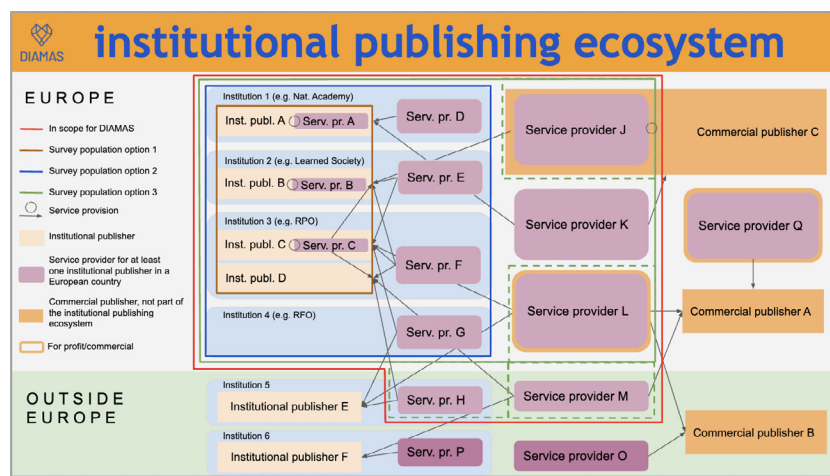 DIAMAS
institutional publishing ecosystem
EUROPE
In scope for DIAMAS
Survey population option 1
Survey population option 2
Survey population option 3
Service provision
Institutional publisher
Service provider for at least
one institutional publisher in a
European country
Commercial publisher, not part of
the institutional publishing
ecosystem
For profit/commercial
Institution 1 (e.g. Nat. Academy)
Inst. publ. A
Serv. pr. A
Serv. pr. D
Institution 2 (e.g. Learned Society)
Inst. publ. B
Serv. pr. B
Serv. pr. E
Institution 3 (e.g. RPO)
Inst. publ. C
Serv. pr. C
Inst. publ. D
Serv. pr. F
Institution 4 (e.g. RFO)
Serv. pr. G
Service provider J
Commercial publisher C
Service provider K
Service provider Q
Service provider L
Commercial publisher A
OUTSIDE
EUROPE
Institution 5
Institutional publisher E
Serv. pr. H
Service provider M
Institution 6
Institutional publisher F
Serv. pr. P
Service provider O
Commercial publisher B